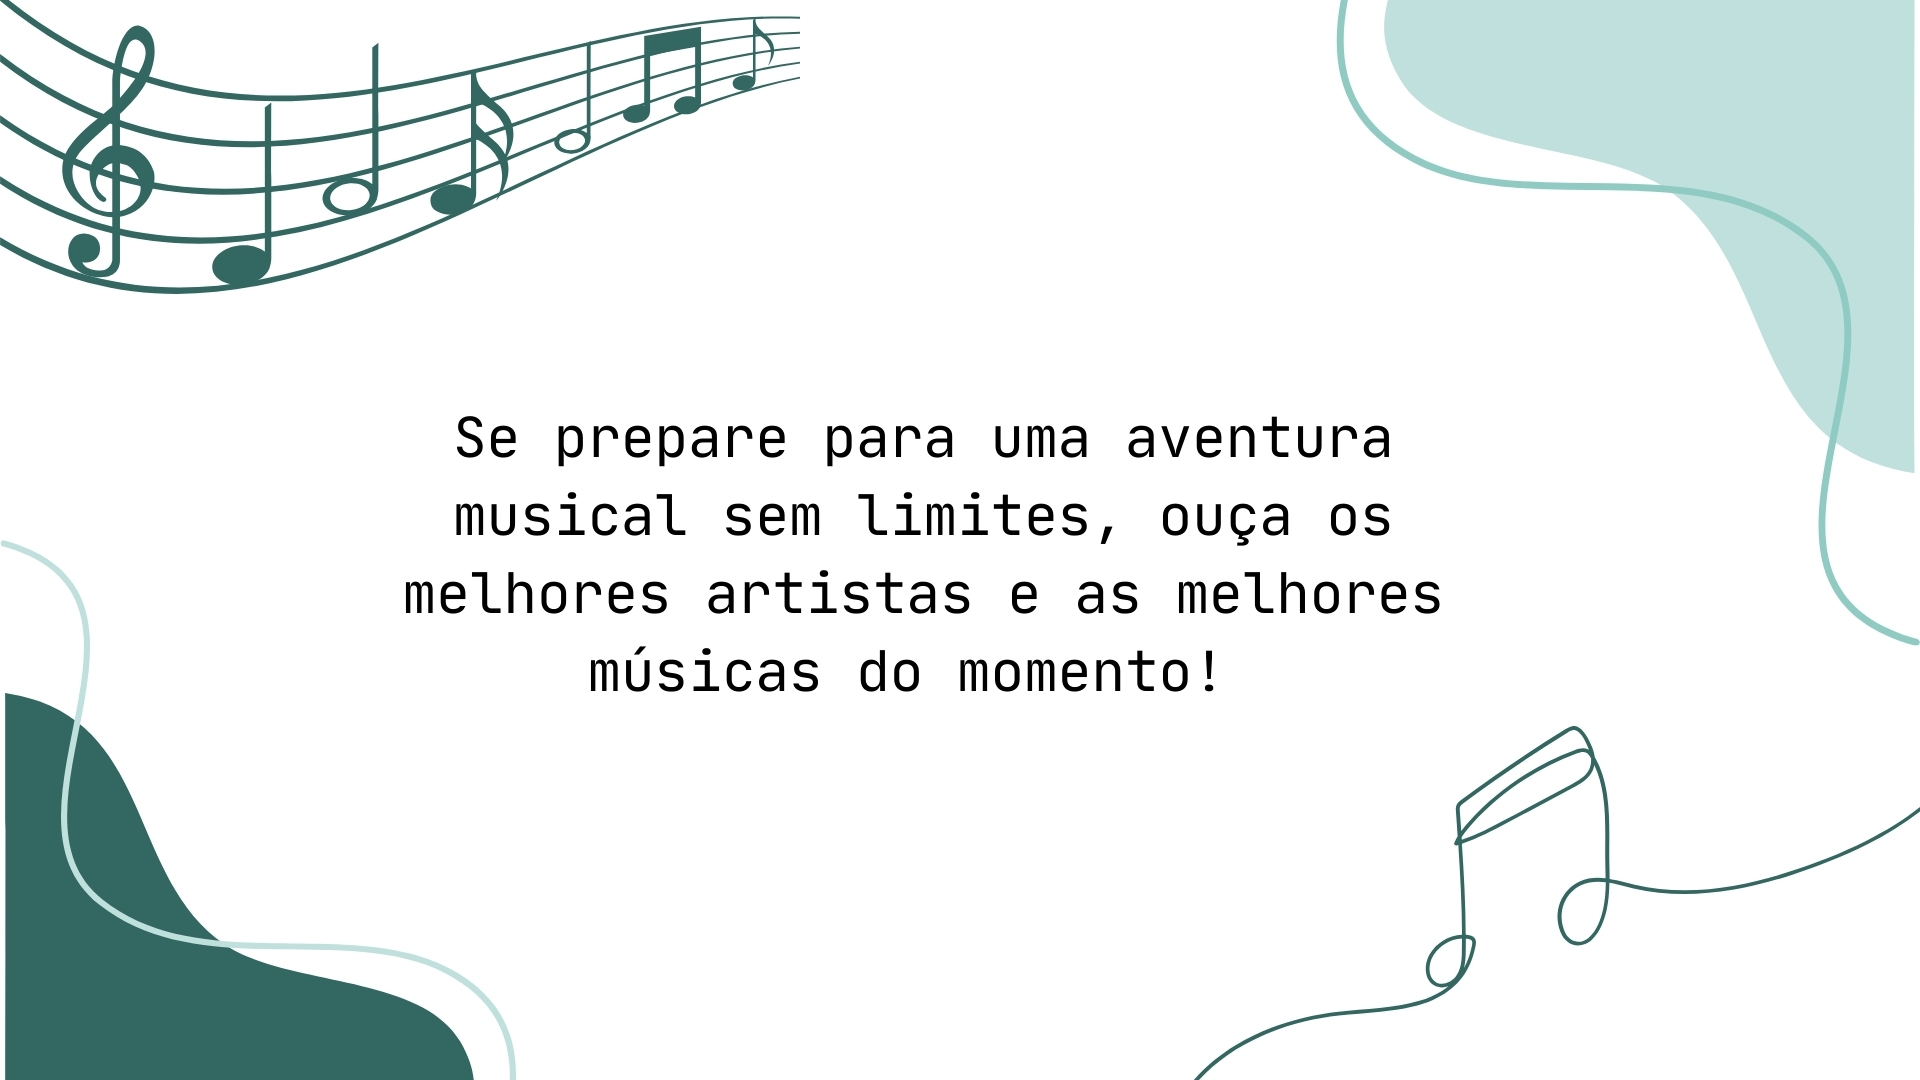 Se prepare para uma aventura
musical sem limites, ouça os
melhores artistas e as melhores
músicas do momento!